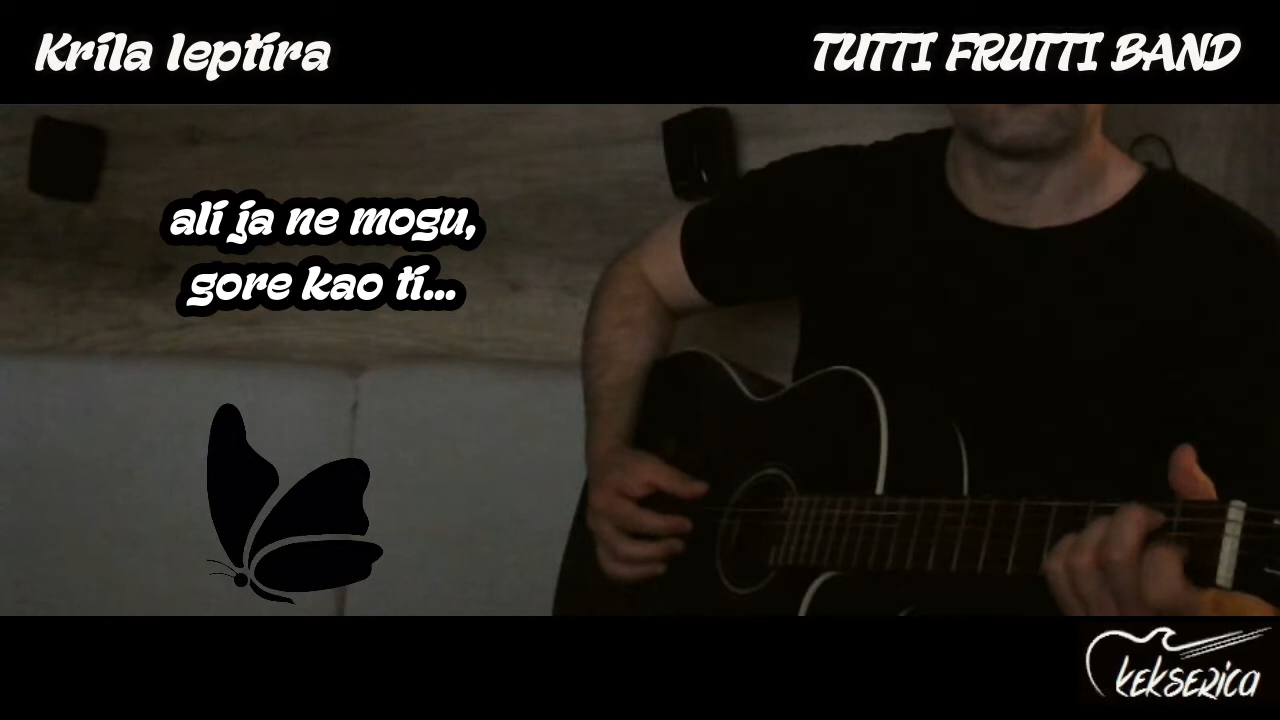 Krila leptira
TUTTI FRUTTI BAND
ali ja ne mogu,
gore kao ti...
KEKSERICA